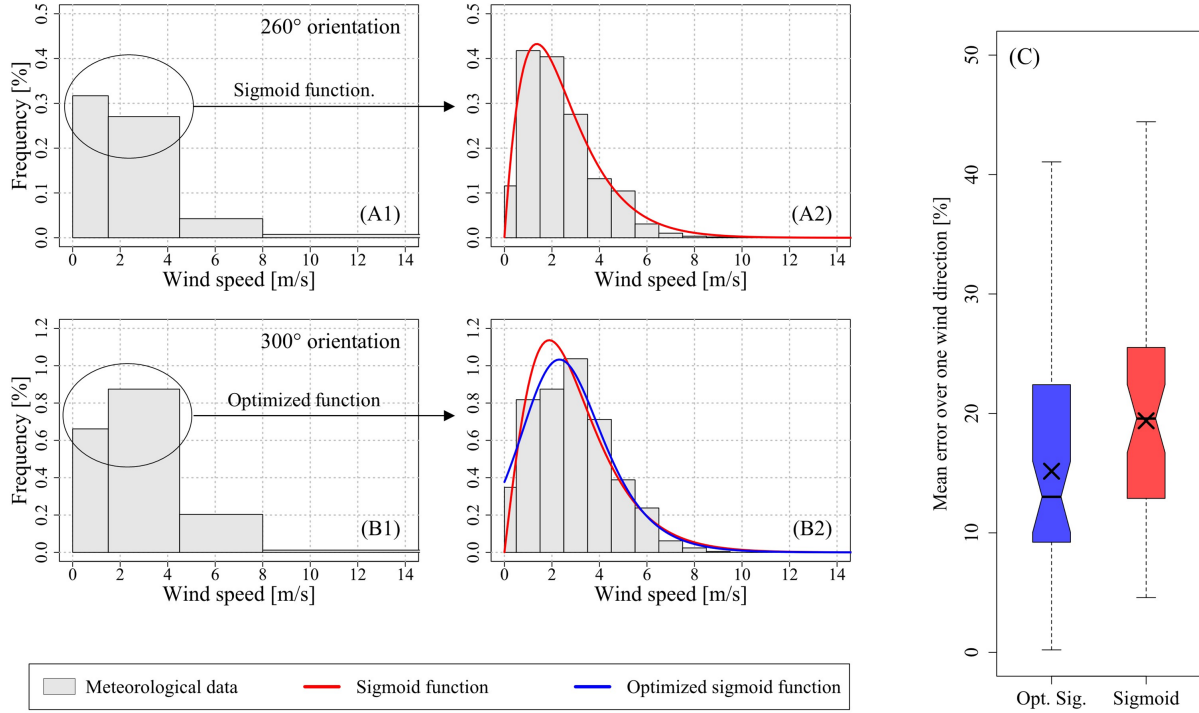 260° orientation
Sigmoid function.
(A1)
Frequency [%]
0.0 0.1 0.2 0.3 0.4 0.5
0 2 4 6 8 10 12 14
Wind speed [m/s]
(A2)
0.0 0.1 0.2 0.3 0.4 0.5
0 2 4 6 8 10 12 14
Wind speed [m/s]
300° orientation
Optimized function
(B1)
Frequency [%]
0.0 0.2 0.4 0.6 0.8 1.0 1.2
0 2 4 6 8 10 12 14
Wind speed [m/s]
(B2)
0.0 0.2 0.4 0.6 0.8 1.0 1.2
0 2 4 6 8 10 12 14
Wind speed [m/s]
Meteorological data
Sigmoid function
Optimized sigmoid function
(C)
Mean error over one wind direction [%]
0 10 20 30 40 50
Opt. Sig. Sigmoid